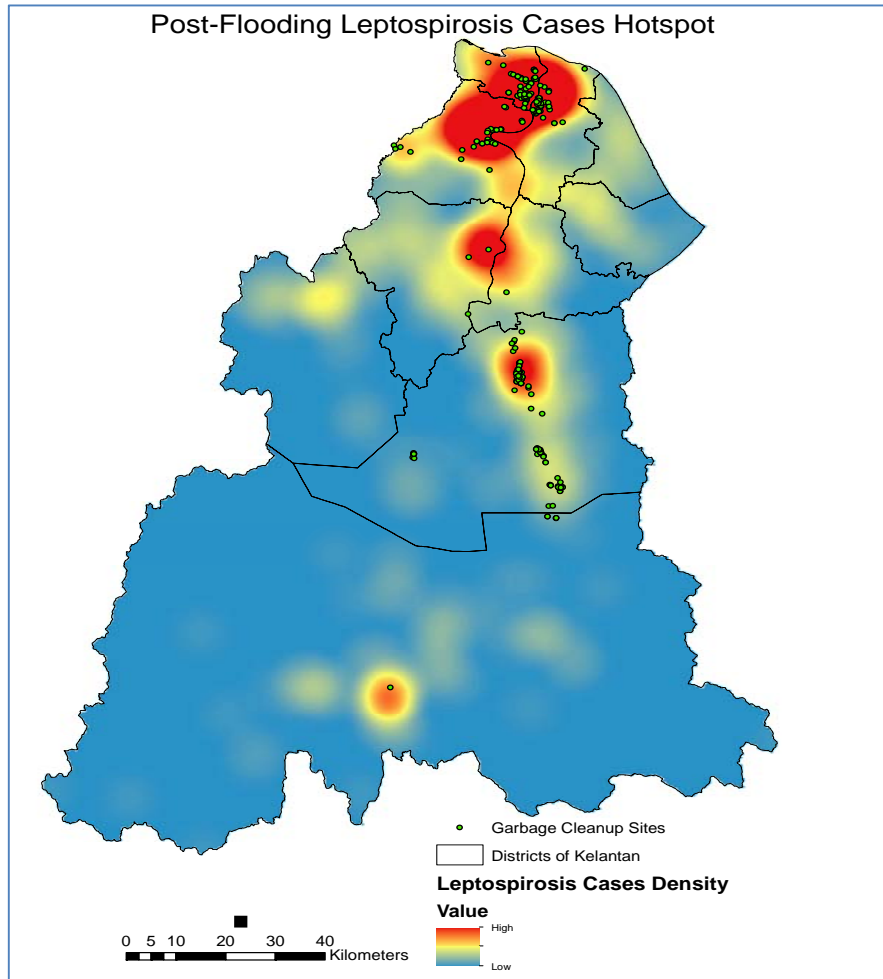 Post-Flooding Leptospirosis Cases Hotspot
Garbage Cleanup Sites
Districts of Kelantan
Leptospirosis Cases Density
Value
High
Low
0 5 10 20 30 40
Kilometers